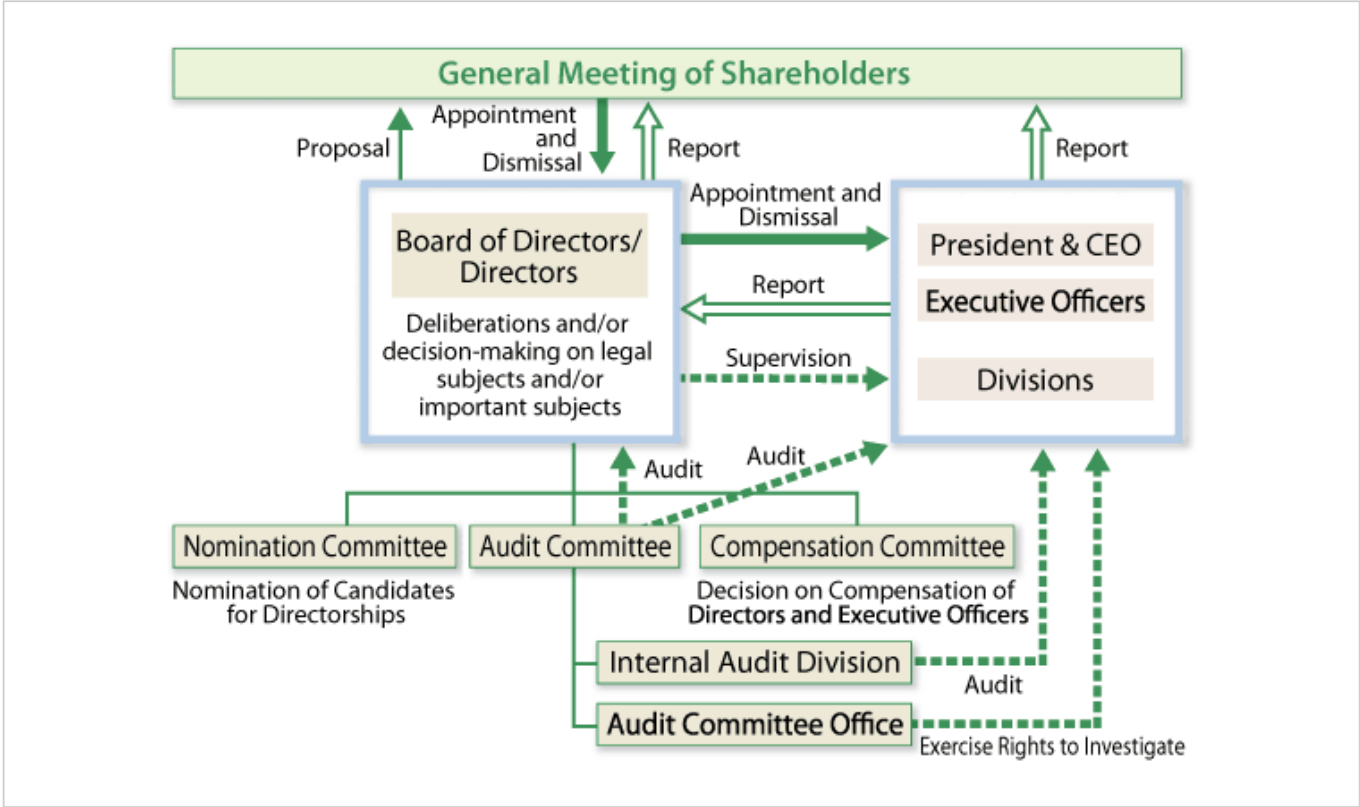 General Meeting of Shareholders
Proposal
Appointment
and
Dismissal
Report
Report
Board of Directors/
Directors
Deliberations and/or
decision-making on legal
subjects and/or
important subjects
Appointment and
Dismissal
Report
Supervision
President & CEO
Executive Officers
Divisions
Audit
Audit
Nomination Committee
Nomination of Candidates
for Directorships
Audit Committee
Compensation Committee
Decision on Compensation of
Directors and Executive Officers
Internal Audit Division
Audit
Audit Committee Office
Exercise Rights to Investigate